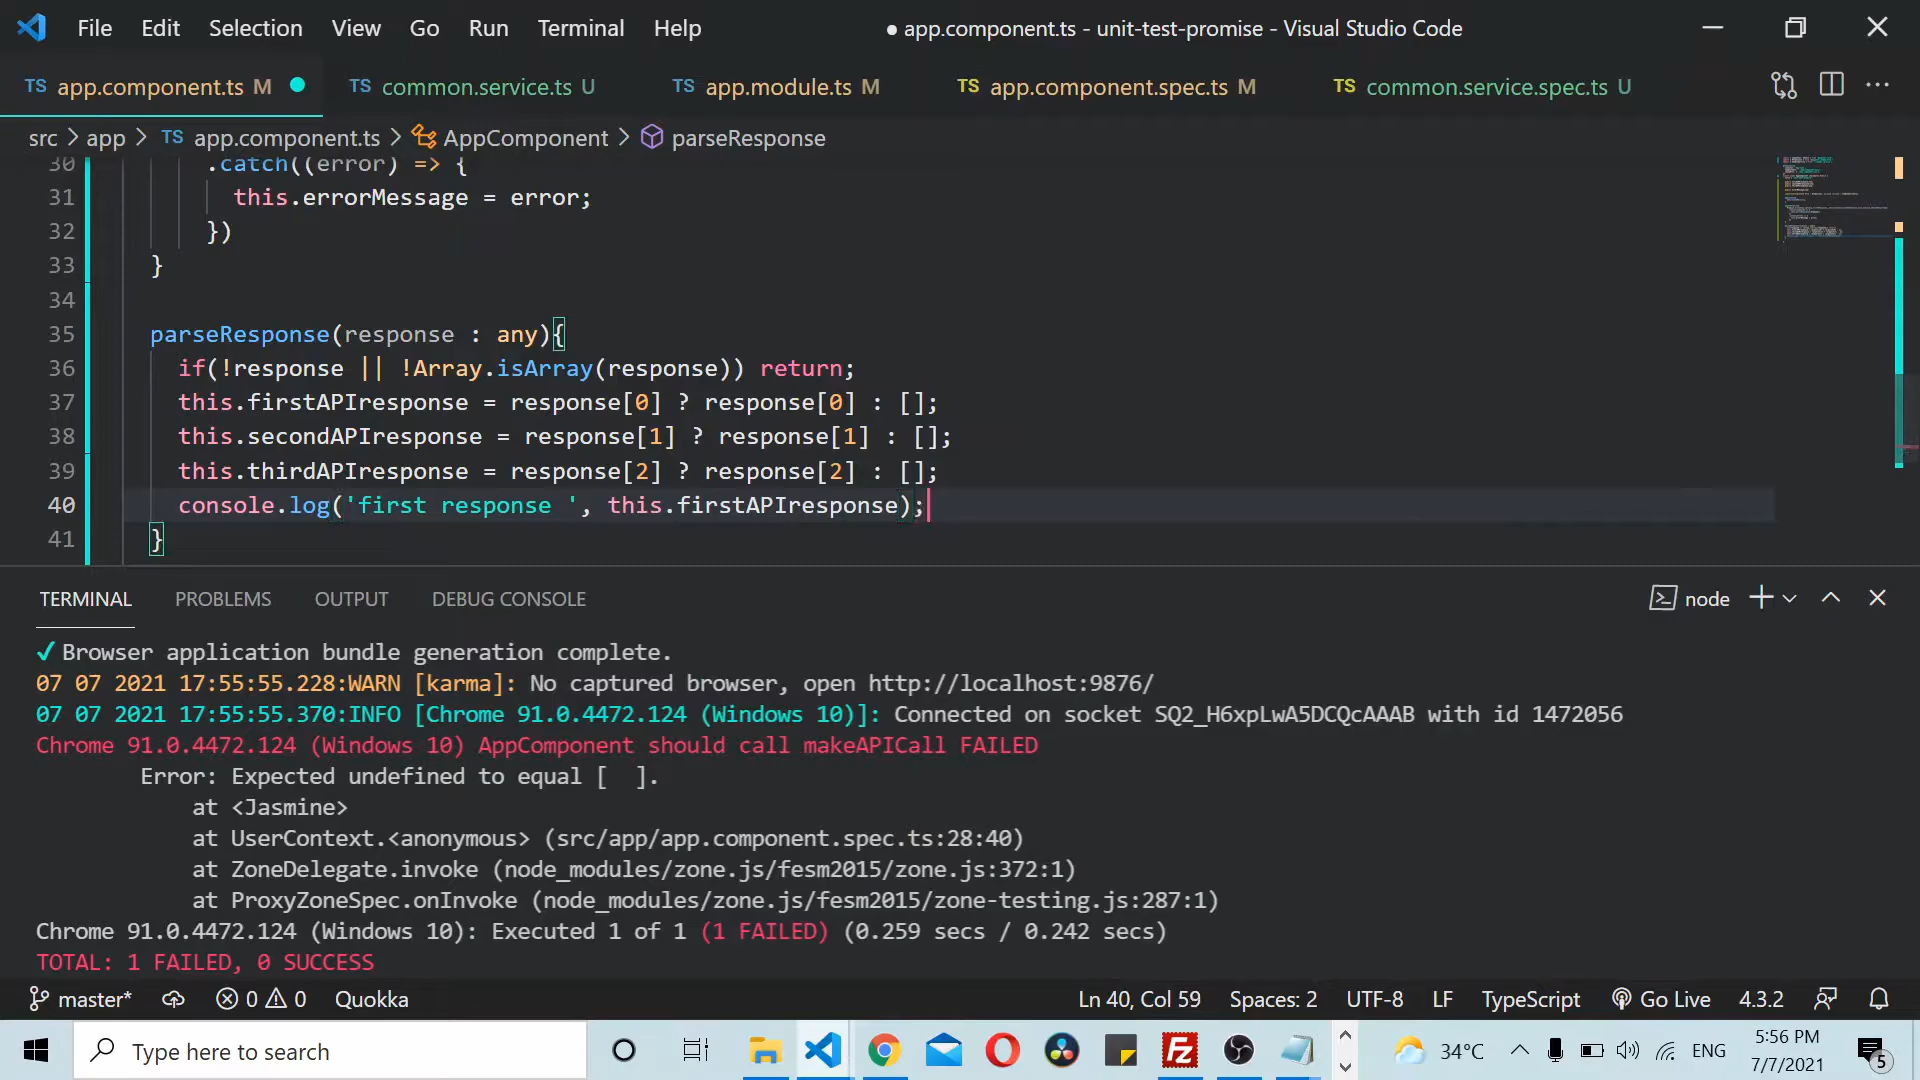 File Edit Selection View Go Run Terminal Help ● app.component.ts - unit-test-promise - Visual Studio Code
TS app.component.ts M TS common.service.ts U TS app.module.ts M TS app.component.spec.ts M TS common.service.spec.ts U
src > app > TS app.component.ts > AppComponent > parseResponse
30 .catch((error) => {
31 this.errorMessage = error;
32 })
33 }
34
35 parseResponse(response : any){
36 if(!response || !Array.isArray(response)) return;
37 this.firstAPIresponse = response[0] ? response[0] : [];
38 this.secondAPIresponse = response[1] ? response[1] : [];
39 this.thirdAPIresponse = response[2] ? response[2] : [];
40 console.log('first response ', this.firstAPIresponse);
41 }
TERMINAL PROBLEMS OUTPUT DEBUG CONSOLE node
✓ Browser application bundle generation complete.
07 07 2021 17:55:55.228:WARN [karma]: No captured browser, open http://localhost:9876/
07 07 2021 17:55:55.370:INFO [Chrome 91.0.4472.124 (Windows 10)]: Connected on socket SQ2_H6xpLwA5DCQcAAAB with id 1472056
Chrome 91.0.4472.124 (Windows 10) AppComponent should call makeAPICall FAILED
Error: Expected undefined to equal [  ].
at <Jasmine>
at UserContext.<anonymous> (src/app/app.component.spec.ts:28:40)
at ZoneDelegate.invoke (node_modules/zone.js/fesm2015/zone.js:372:1)
at ProxyZoneSpec.onInvoke (node_modules/zone.js/fesm2015/zone-testing.js:287:1)
Chrome 91.0.4472.124 (Windows 10): Executed 1 of 1 (1 FAILED) (0.259 secs / 0.242 secs)
TOTAL: 1 FAILED, 0 SUCCESS
master* 0 0 Quokka Ln 40, Col 59 Spaces: 2 UTF-8 LF TypeScript Go Live 4.3.2
Type here to search 34°C ENG 5:56 PM
7/7/2021 5